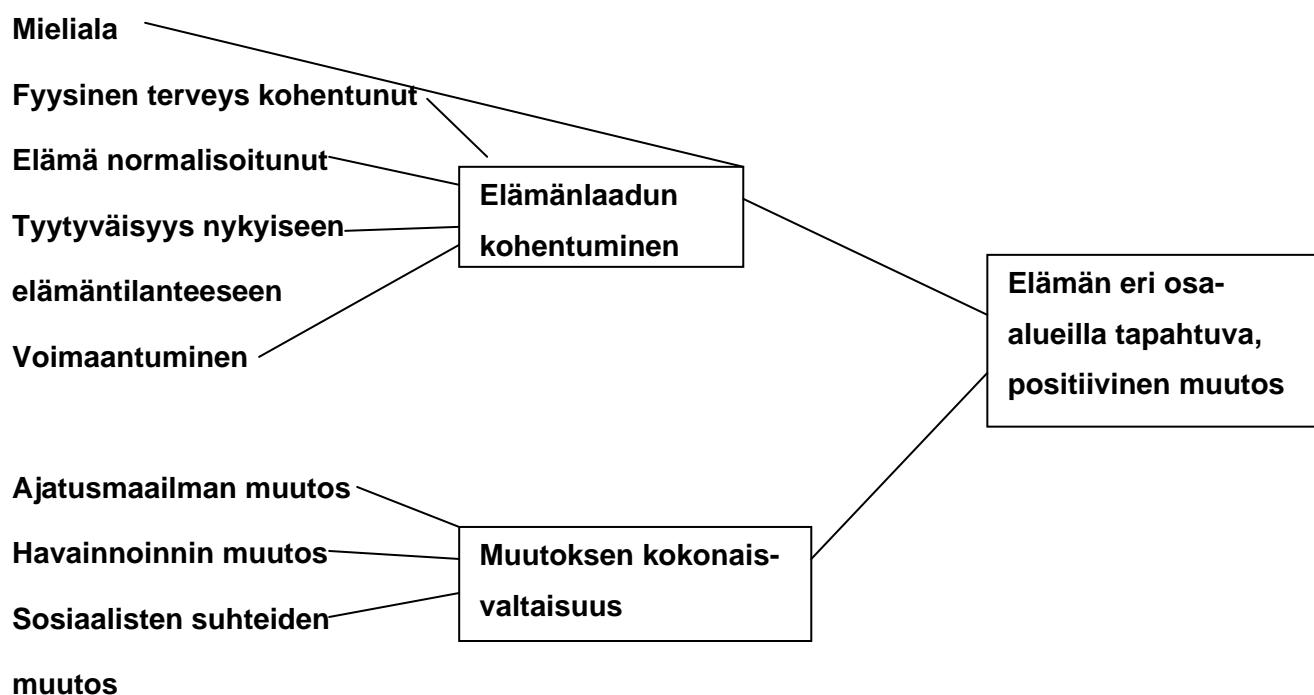 Mieliala
Fyysinen terveys kohentunut
Elämä normalisoitunut
Tyytyväisyys nykyiseen
elämäntilanteeseen
Voimaantuminen
Elämänlaadun
kohentuminen
Ajatusmaailman muutos
Havainnoinnin muutos
Sosiaalisten suhteiden
muutos
Muutoksen kokonais-
valtaisuus
Elämän eri osa-
alueilla tapahtuva,
positiivinen muutos